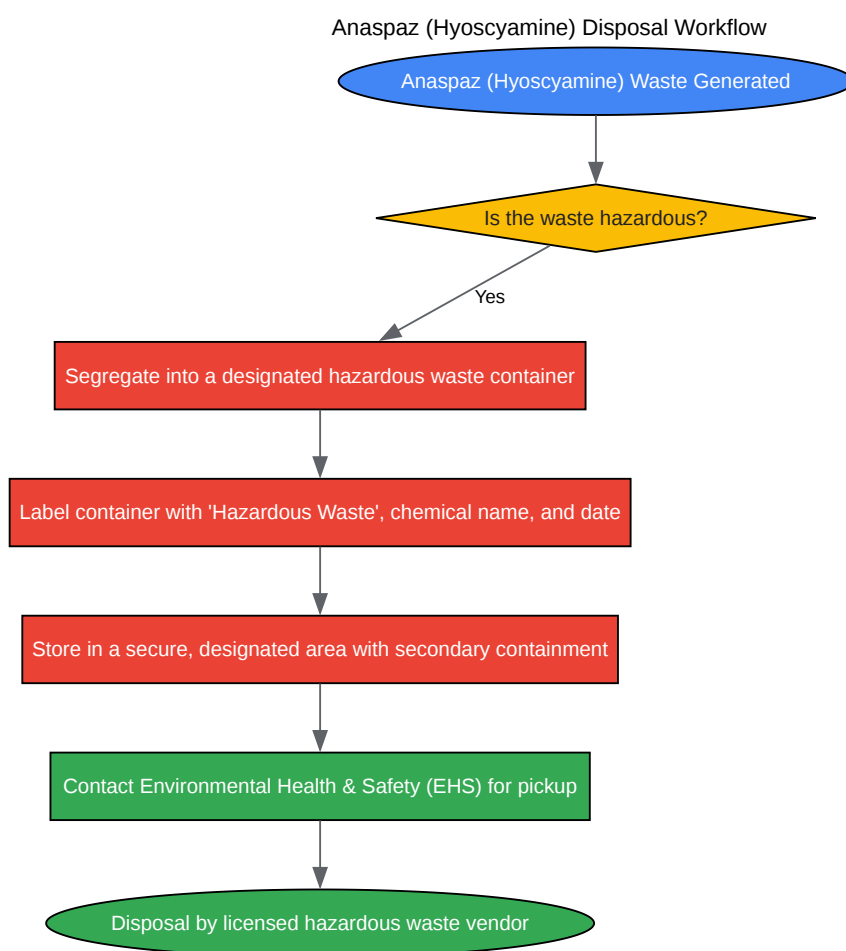 Anaspaz (Hyoscyamine) Disposal Workflow
Anaspaz (Hyoscyamine) Waste Generated
Is the waste hazardous?
Yes
Segregate into a designated hazardous waste container
Label container with 'Hazardous Waste', chemical name, and date
Store in a secure, designated area with secondary containment
Contact Environmental Health & Safety (EHS) for pickup
Disposal by licensed hazardous waste vendor